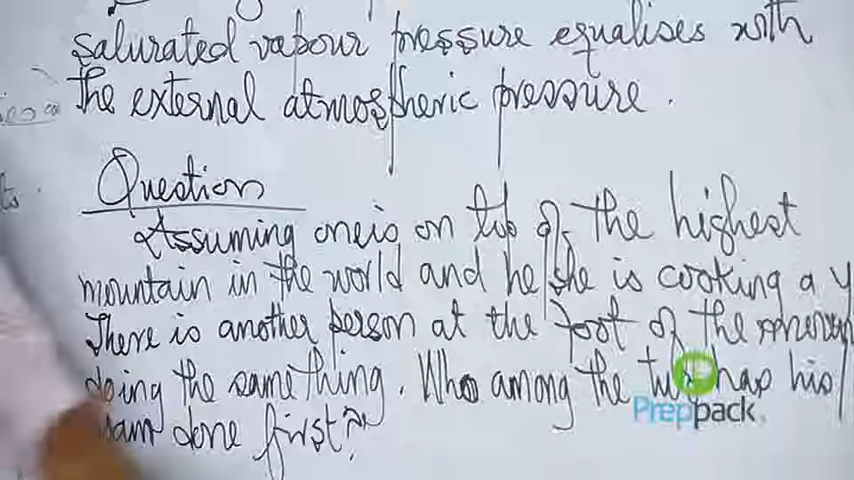 saturated vapour pressure equalises with
the external atmospheric pressure.
Question
Assuming one is on top of the highest
mountain in the world and he/she is cooking a y
There is another person at the foot of the
doing the same thing. Who among the two has his/
yam done first?
Preppack